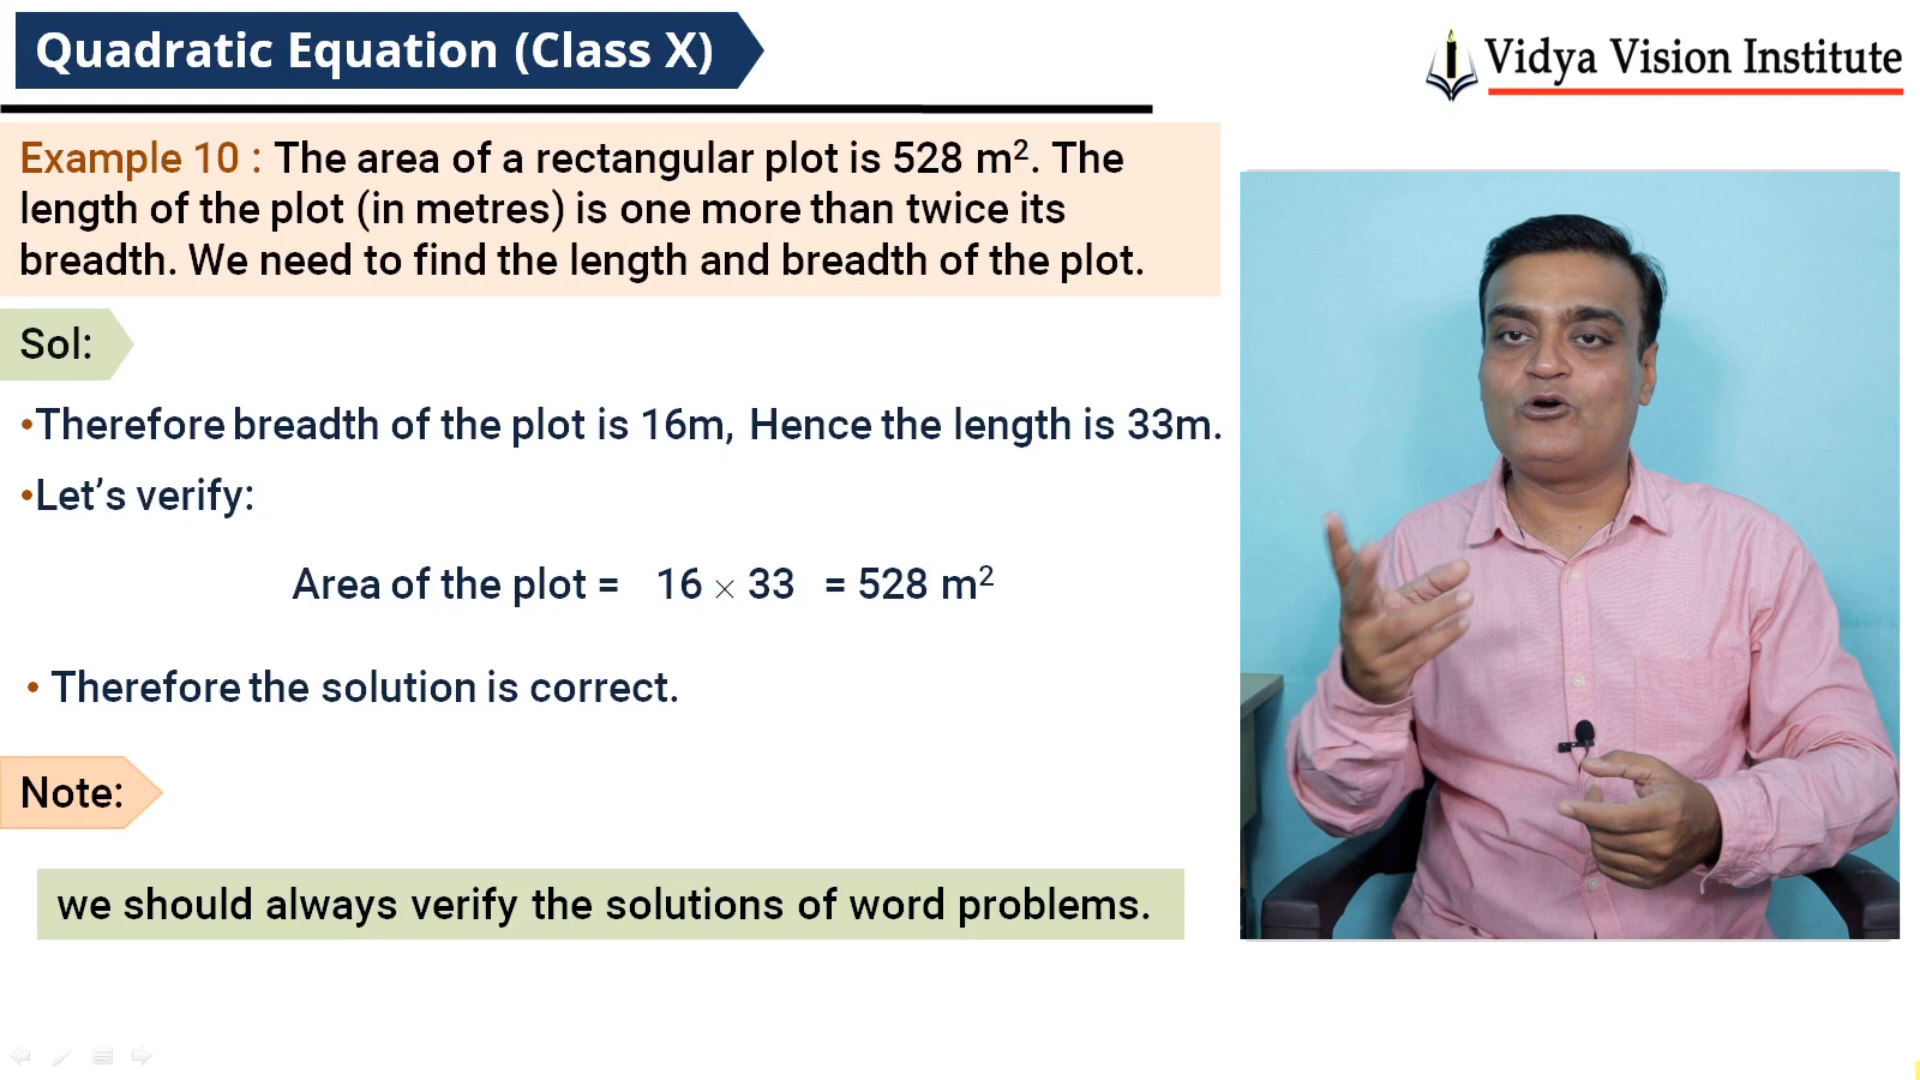 Quadratic Equation (Class X)
Vidya Vision Institute
Example 10 : The area of a rectangular plot is 528 m². The
length of the plot (in metres) is one more than twice its
breadth. We need to find the length and breadth of the plot.
Sol:
•Therefore breadth of the plot is 16m, Hence the length is 33m.
•Let’s verify:
Area of the plot = 16 × 33 = 528 m²
• Therefore the solution is correct.
Note:
we should always verify the solutions of word problems.